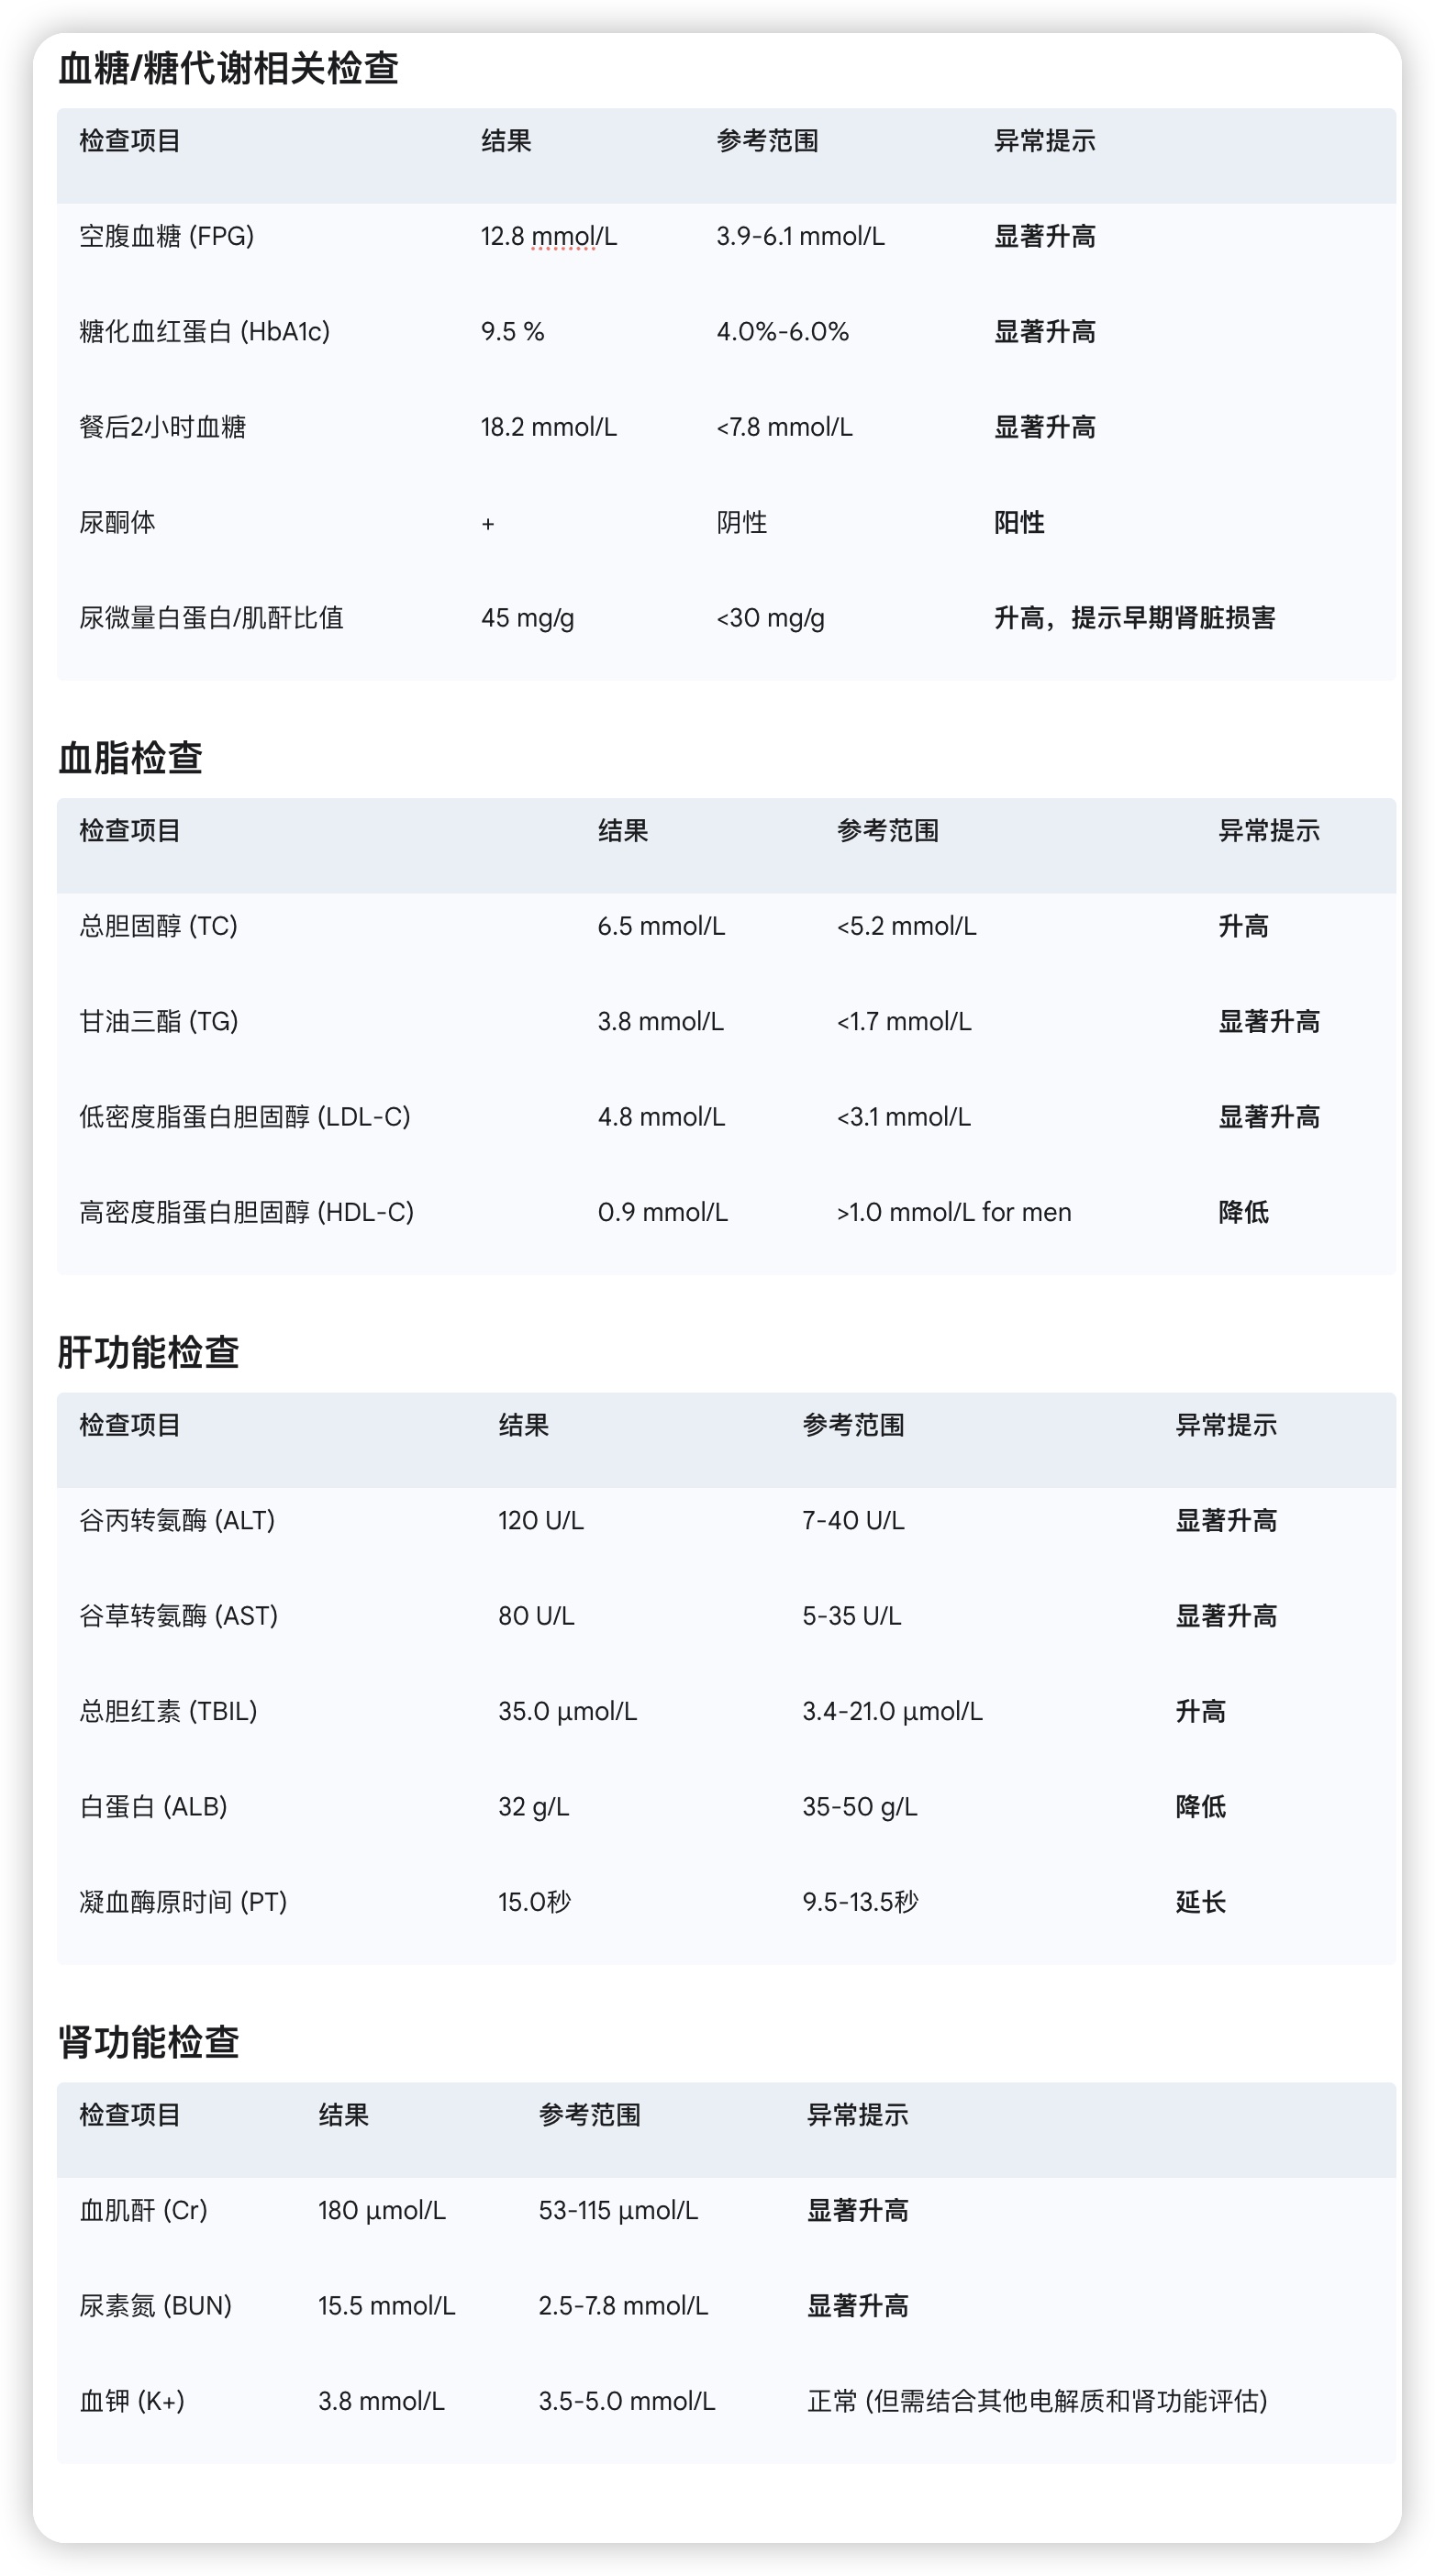 血糖/糖代谢相关检查
检查项目 结果 参考范围 异常提示
空腹血糖 (FPG) 12.8 mmol/L 3.9-6.1 mmol/L 显著升高
糖化血红蛋白 (HbA1c) 9.5 % 4.0%-6.0% 显著升高
餐后2小时血糖 18.2 mmol/L <7.8 mmol/L 显著升高
尿酮体 + 阴性 阳性
尿微量白蛋白/肌酐比值 45 mg/g <30 mg/g 升高，提示早期肾脏损害
血脂检查
检查项目 结果 参考范围 异常提示
总胆固醇 (TC) 6.5 mmol/L <5.2 mmol/L 升高
甘油三酯 (TG) 3.8 mmol/L <1.7 mmol/L 显著升高
低密度脂蛋白胆固醇 (LDL-C) 4.8 mmol/L <3.1 mmol/L 显著升高
高密度脂蛋白胆固醇 (HDL-C) 0.9 mmol/L >1.0 mmol/L for men 降低
肝功能检查
检查项目 结果 参考范围 异常提示
谷丙转氨酶 (ALT) 120 U/L 7-40 U/L 显著升高
谷草转氨酶 (AST) 80 U/L 5-35 U/L 显著升高
总胆红素 (TBIL) 35.0 μmol/L 3.4-21.0 μmol/L 升高
白蛋白 (ALB) 32 g/L 35-50 g/L 降低
凝血酶原时间 (PT) 15.0秒 9.5-13.5秒 延长
肾功能检查
检查项目 结果 参考范围 异常提示
血肌酐 (Cr) 180 μmol/L 53-115 μmol/L 显著升高
尿素氮 (BUN) 15.5 mmol/L 2.5-7.8 mmol/L 显著升高
血钾 (K+) 3.8 mmol/L 3.5-5.0 mmol/L 正常 (但需结合其他电解质和肾功能评估)